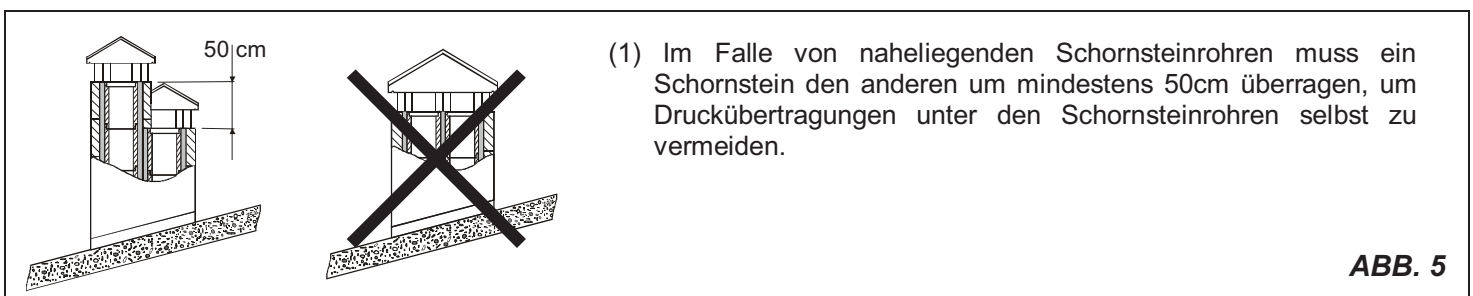 50 cm
(1) Im Falle von naheliegenden Schornsteinrohren muss ein
Schornstein den anderen um mindestens 50cm überragen, um
Druckübertragungen unter den Schornsteinrohren selbst zu
vermeiden.
ABB. 5